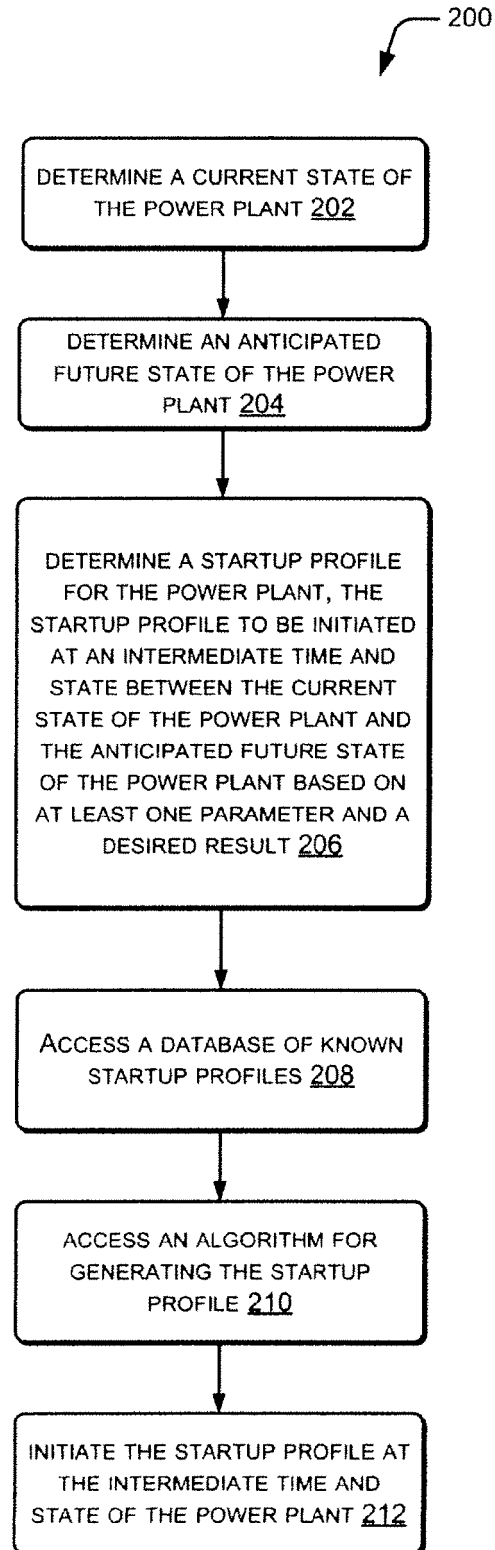 200
DETERMINE A CURRENT STATE OF
THE POWER PLANT 202
DETERMINE AN ANTICIPATED
FUTURE STATE OF THE POWER
PLANT 204
DETERMINE A STARTUP PROFILE
FOR THE POWER PLANT, THE
STARTUP PROFILE TO BE INITIATED
AT AN INTERMEDIATE TIME AND
STATE BETWEEN THE CURRENT
STATE OF THE POWER PLANT AND
THE ANTICIPATED FUTURE STATE
OF THE POWER PLANT BASED ON
AT LEAST ONE PARAMETER AND A
DESIRED RESULT 206
ACCESS A DATABASE OF KNOWN
STARTUP PROFILES 208
ACCESS AN ALGORITHM FOR
GENERATING THE STARTUP
PROFILE 210
INITIATE THE STARTUP PROFILE AT
THE INTERMEDIATE TIME AND
STATE OF THE POWER PLANT 212